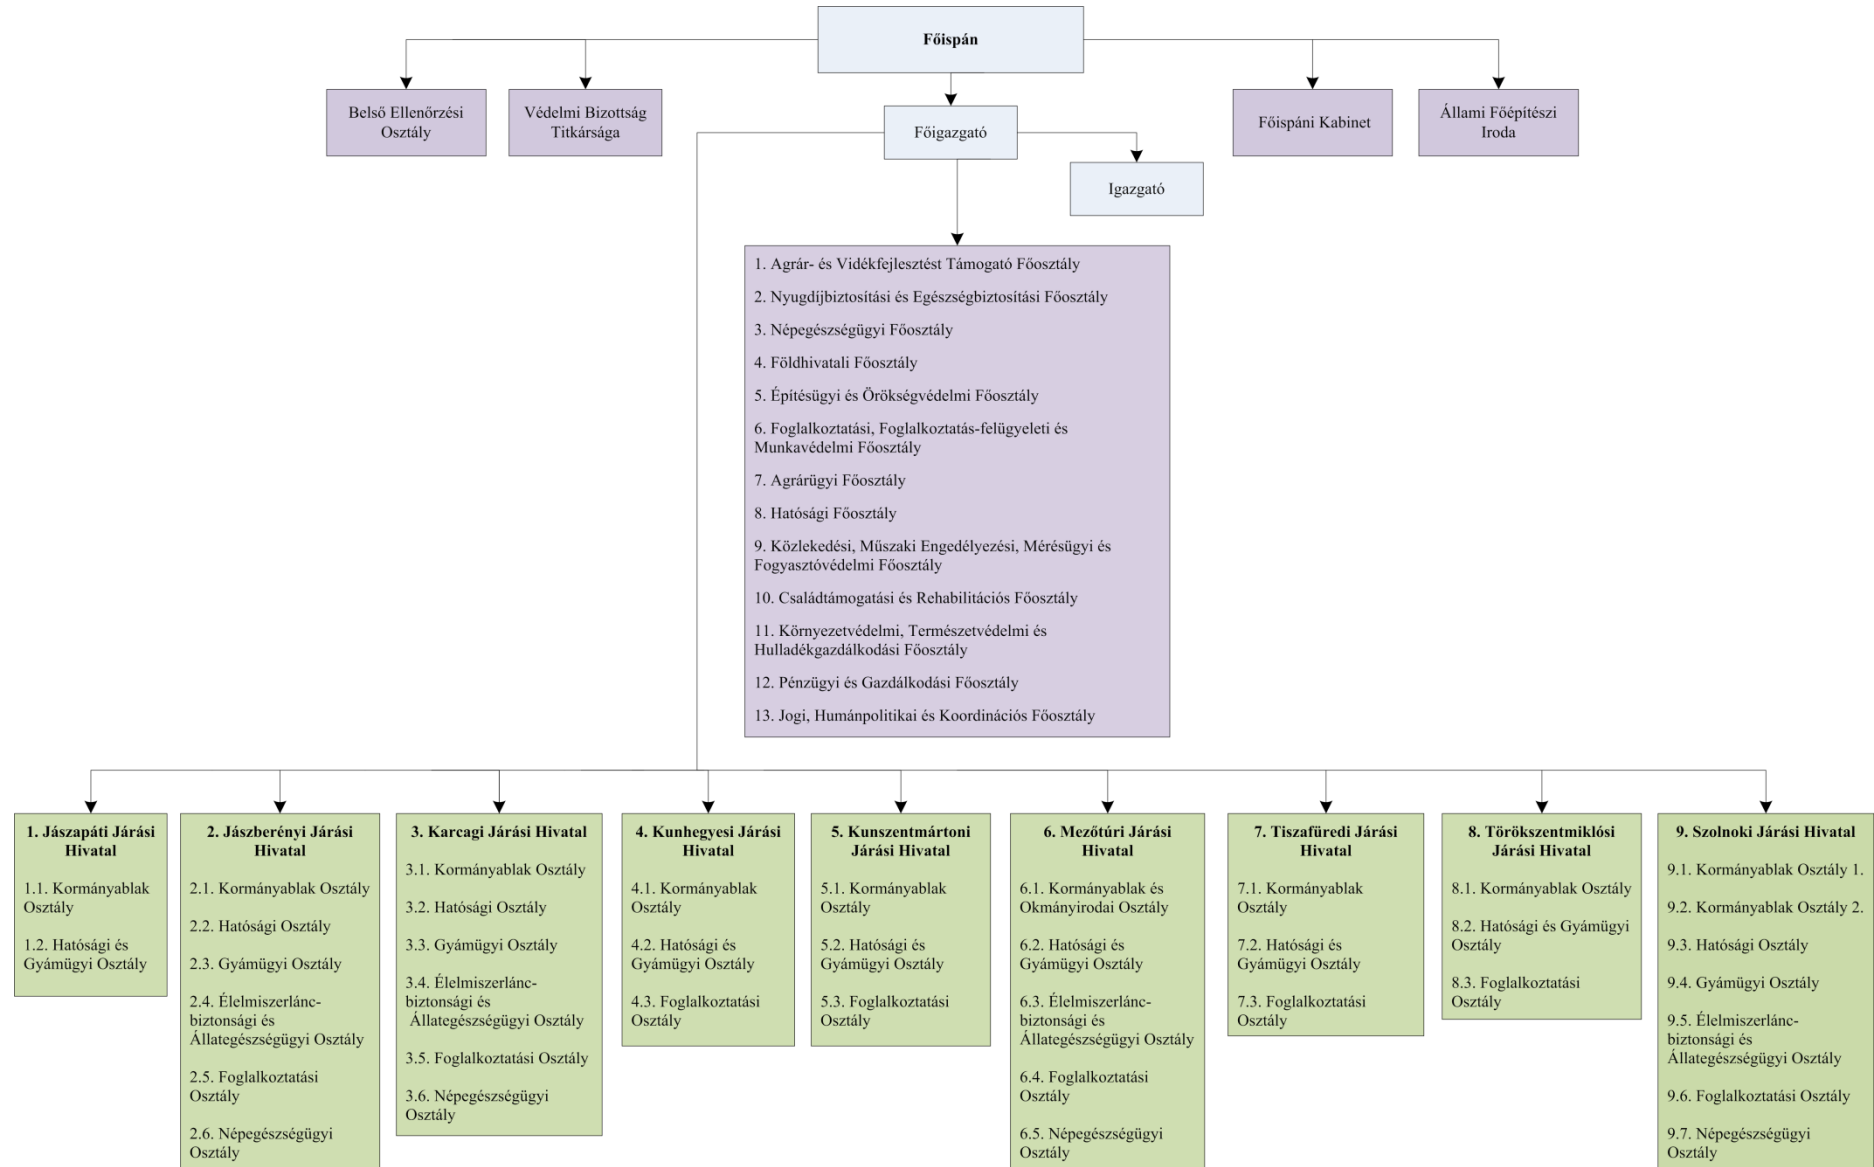 Főispán
Belső Ellenőrzési
Osztály
Védelmi Bizottság
Titkársága
Főispáni Kabinet
Állami Főépítészi
Iroda
Főigazgató
Igazgató
1. Agrár- és Vidékfejlesztést Támogató Főosztály
2. Nyugdíjbiztosítási és Egészségbiztosítási Főosztály
3. Népegészségügyi Főosztály
4. Földhivatali Főosztály
5. Építésügyi és Örökségvédelmi Főosztály
6. Foglalkoztatási, Foglalkoztatás-felügyeleti és
Munkavédelmi Főosztály
7. Agrárügyi Főosztály
8. Hatósági Főosztály
9. Közlekedési, Műszaki Engedélyezési, Mérésügyi és
Fogyasztóvédelmi Főosztály
10. Családtámogatási és Rehabilitációs Főosztály
11. Környezetvédelmi, Természetvédelmi és
Hulladékgazdálkodási Főosztály
12. Pénzügyi és Gazdálkodási Főosztály
13. Jogi, Humánpolitikai és Koordinációs Főosztály
1. Jászapáti Járási
Hivatal
1.1. Kormányablak
Osztály
1.2. Hatósági és
Gyámügyi Osztály
2. Jászberényi Járási
Hivatal
2.1. Kormányablak Osztály
2.2. Hatósági Osztály
2.3. Gyámügyi Osztály
2.4. Élelmiszerlánc-
biztonsági és
Állategészségügyi Osztály
2.5. Foglalkoztatási
Osztály
2.6. Népegészségügyi
Osztály
3. Karcagi Járási Hivatal
3.1. Kormányablak Osztály
3.2. Hatósági Osztály
3.3. Gyámügyi Osztály
3.4. Élelmiszerlánc-
biztonsági és
Állategészségügyi Osztály
3.5. Foglalkoztatási Osztály
3.6. Népegészségügyi
Osztály
4. Kunhegyesi Járási
Hivatal
4.1. Kormányablak
Osztály
4.2. Hatósági és
Gyámügyi Osztály
4.3. Foglalkoztatási
Osztály
5. Kunszentmártoni
Járási Hivatal
5.1. Kormányablak
Osztály
5.2. Hatósági és
Gyámügyi Osztály
5.3. Foglalkoztatási
Osztály
6. Mezőtúri Járási
Hivatal
6.1. Kormányablak és
Okmányirodai Osztály
6.2. Hatósági és
Gyámügyi Osztály
6.3. Élelmiszerlánc-
biztonsági és
Állategészségügyi Osztály
6.4. Foglalkoztatási
Osztály
6.5. Népegészségügyi
Osztály
7. Tiszafüredi Járási
Hivatal
7.1. Kormányablak
Osztály
7.2. Hatósági és
Gyámügyi Osztály
7.3. Foglalkoztatási
Osztály
8. Törökszentmiklósi
Járási Hivatal
8.1. Kormányablak Osztály
8.2. Hatósági és Gyámügyi
Osztály
8.3. Foglalkoztatási
Osztály
9. Szolnoki Járási Hivatal
9.1. Kormányablak Osztály 1.
9.2. Kormányablak Osztály 2.
9.3. Hatósági Osztály
9.4. Gyámügyi Osztály
9.5. Élelmiszerlánc-
biztonsági és
Állategészségügyi Osztály
9.6. Foglalkoztatási Osztály
9.7. Népegészségügyi
Osztály